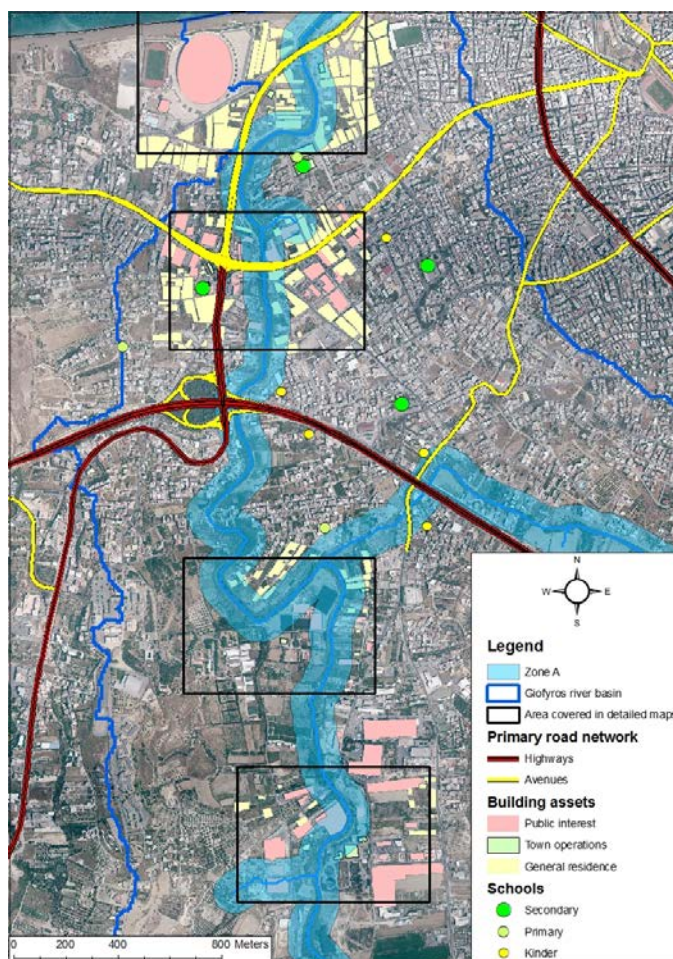 N
W E
S
Legend
Zone A
Giofyros river basin
Area covered in detailed maps
Primary road network
Highways
Avenues
Building assets
Public interest
Town operations
General residence
Schools
Secondary
Primary
Kinder
0 200 400 800 Meters